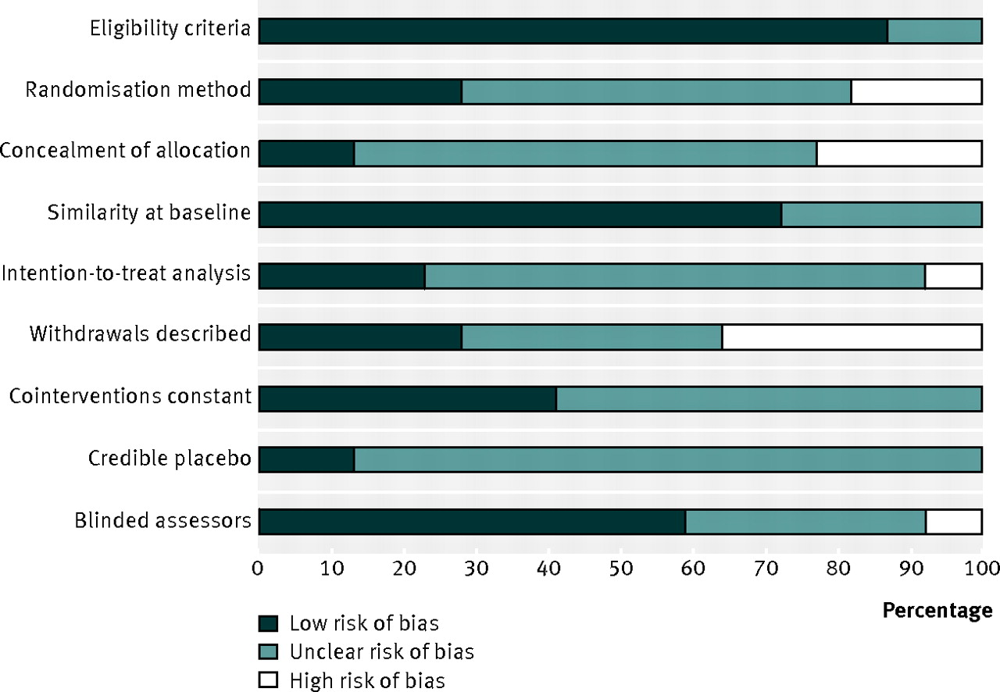 Eligibility criteria
Randomisation method
Concealment of allocation
Similarity at baseline
Intention-to-treat analysis
Withdrawals described
Cointerventions constant
Credible placebo
Blinded assessors
0 10 20 30 40 50 60 70 80 90 100
Percentage
Low risk of bias
Unclear risk of bias
High risk of bias